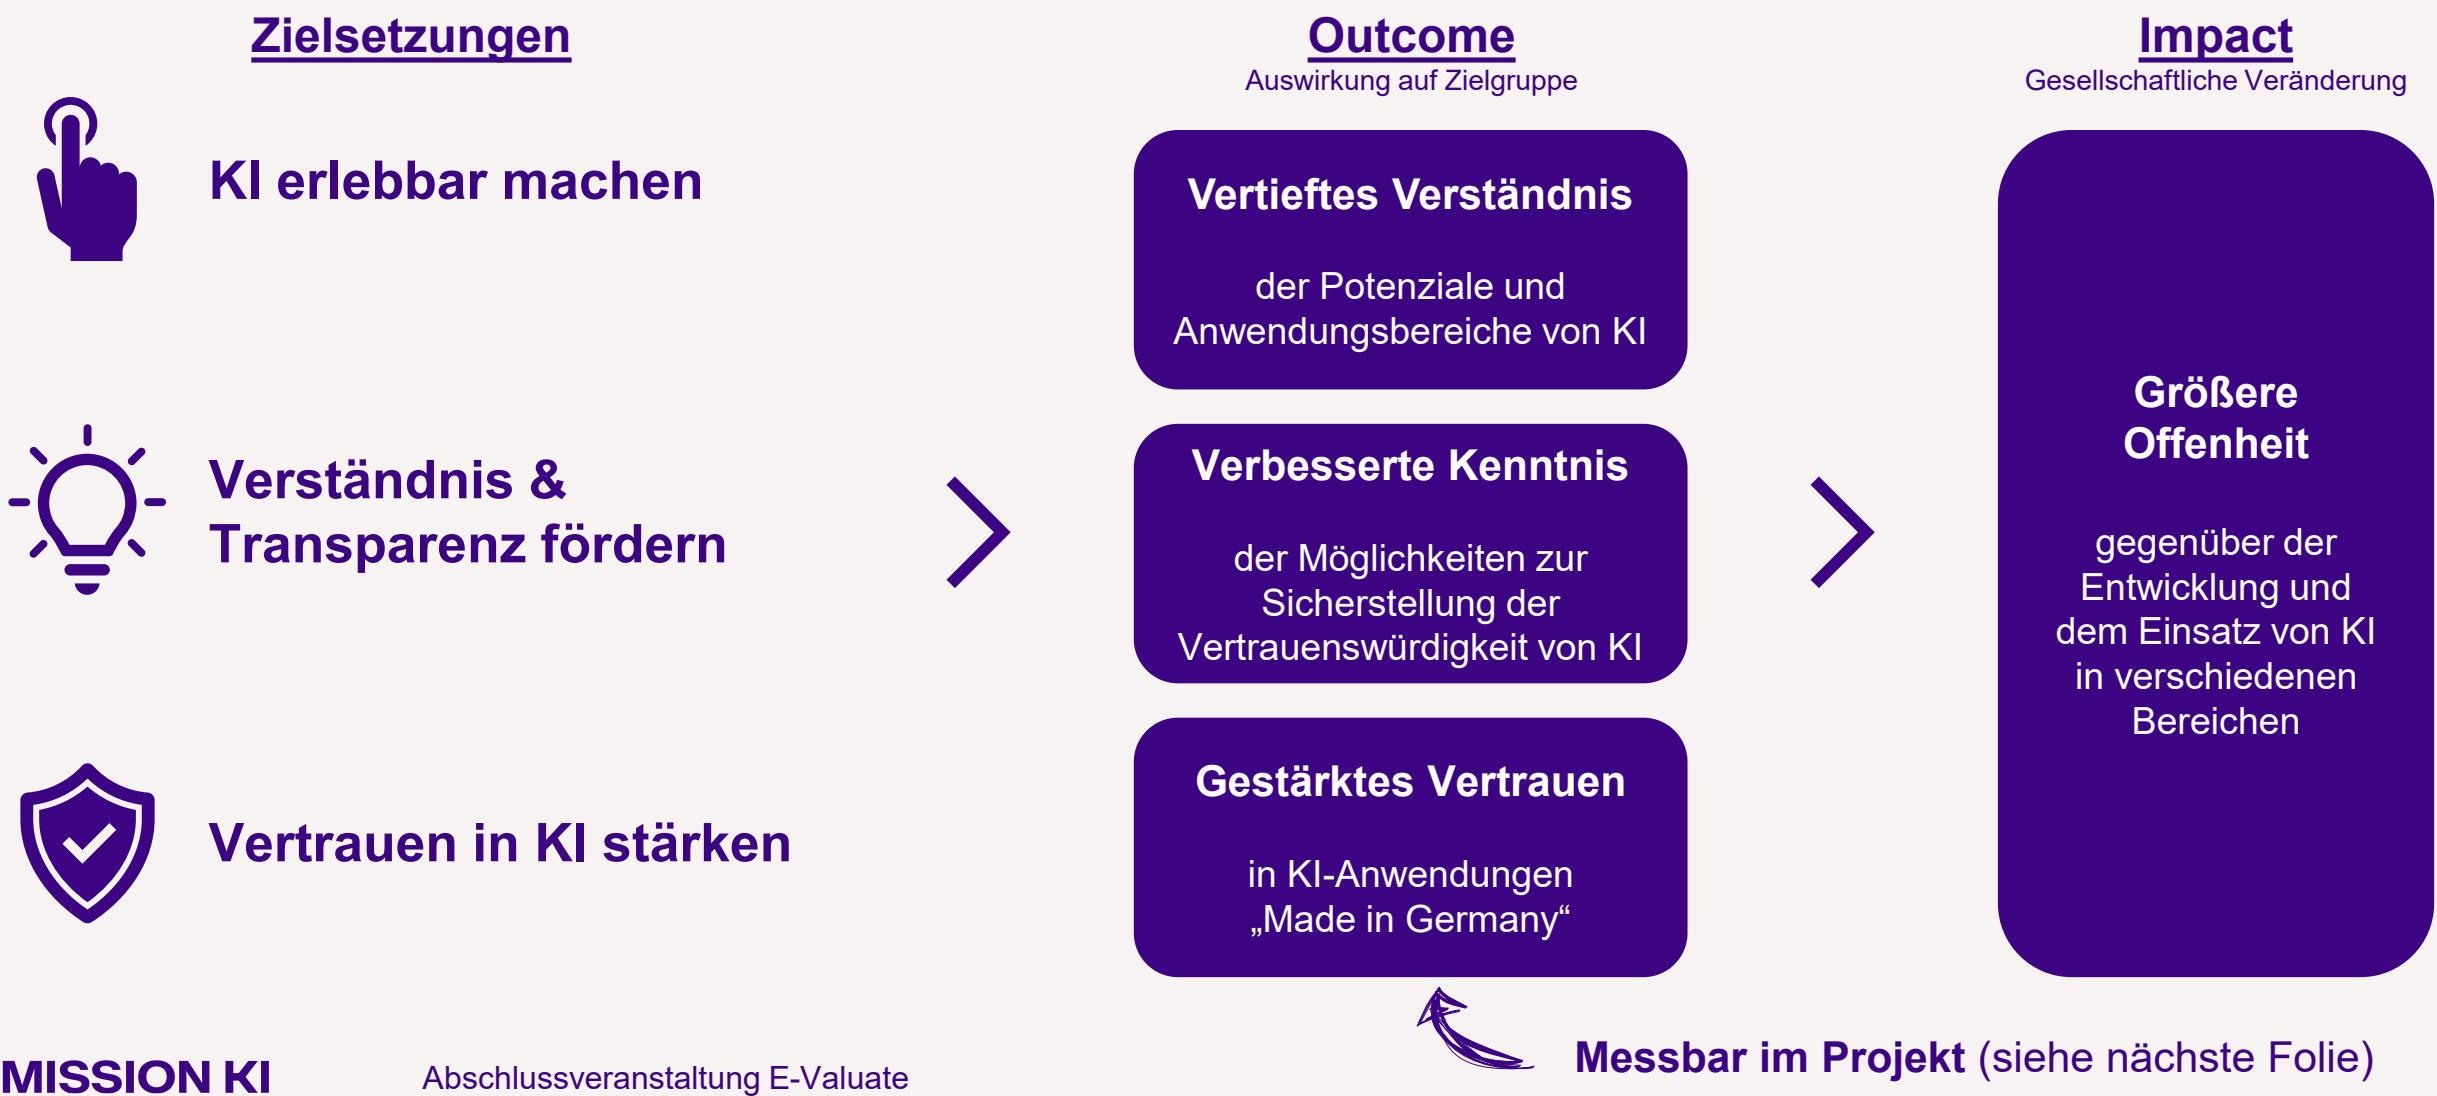 Zielsetzungen
KI erlebbar machen
Verständnis &
Transparenz fördern
Vertrauen in KI stärken
Outcome
Auswirkung auf Zielgruppe
Vertieftes Verständnis
der Potenziale und
Anwendungsbereiche von KI
Verbesserte Kenntnis
der Möglichkeiten zur
Sicherstellung der
Vertrauenswürdigkeit von KI
Gestärktes Vertrauen
in KI-Anwendungen
„Made in Germany“
Impact
Gesellschaftliche Veränderung
Größere
Offenheit
gegenüber der
Entwicklung und
dem Einsatz von KI
in verschiedenen
Bereichen
Messbar im Projekt (siehe nächste Folie)
MISSION KI
Abschlussveranstaltung E-Valuate